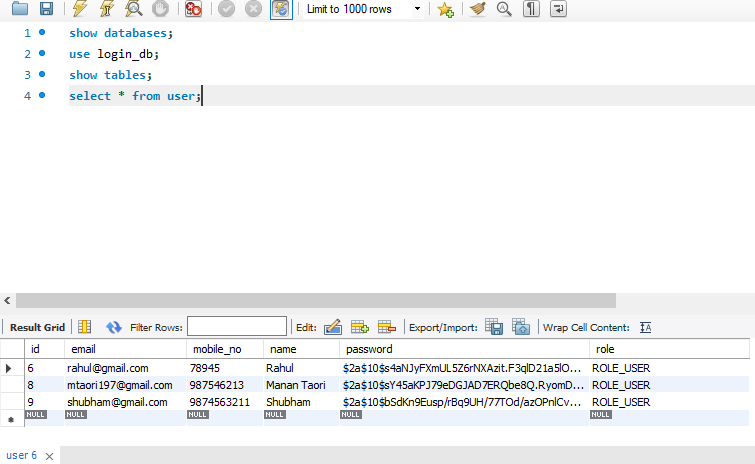 Limit to 1000 rows
1 show databases;
2 use login_db;
3 show tables;
4 select * from user;
Result Grid Filter Rows: Edit: Export/Import: Wrap Cell Content: IA
id email mobile_no name password role
6 rahul@gmail.com 78945 Rahul $2a$10$s4aNJyFXmUL5Z6rNXAzit.F3qlD21a5lO... ROLE_USER
8 mtaori197@gmail.com 987546213 Manan Taori $2a$10$sY45aKPJ79eDGJAD7ERQbe8Q.RyomD... ROLE_USER
9 shubham@gmail.com 9874563211 Shubham $2a$10$bSdKn9Eusp/rBq9UH/77TOd/azOPnlCv... ROLE_USER
NULL NULL NULL NULL NULL NULL
user 6